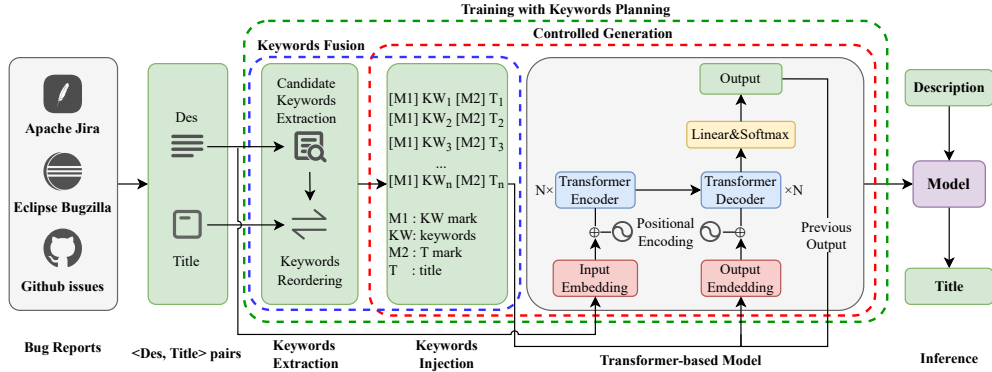 Training with Keywords Planning
Controlled Generation
Keywords Fusion
Apache Jira
Eclipse Bugzilla
Github issues
Bug Reports
Des
Title
<Des, Title> pairs
Candidate
Keywords
Extraction
Keywords
Reordering
Keywords
Extraction
[M1] KW1 [M2] T1
[M1] KW2 [M2] T2
[M1] KW3 [M2] T3
...
[M1] KWn [M2] Tn
M1 : KW mark
KW: keywords
M2 : T mark
T : title
Keywords
Injection
Output
Linear&Softmax
N×
Transformer
Encoder
Transformer
Decoder
×N
Positional
Encoding
Previous
Output
Input
Embedding
Output
Emdedding
Transformer-based Model
Description
Model
Title
Inference